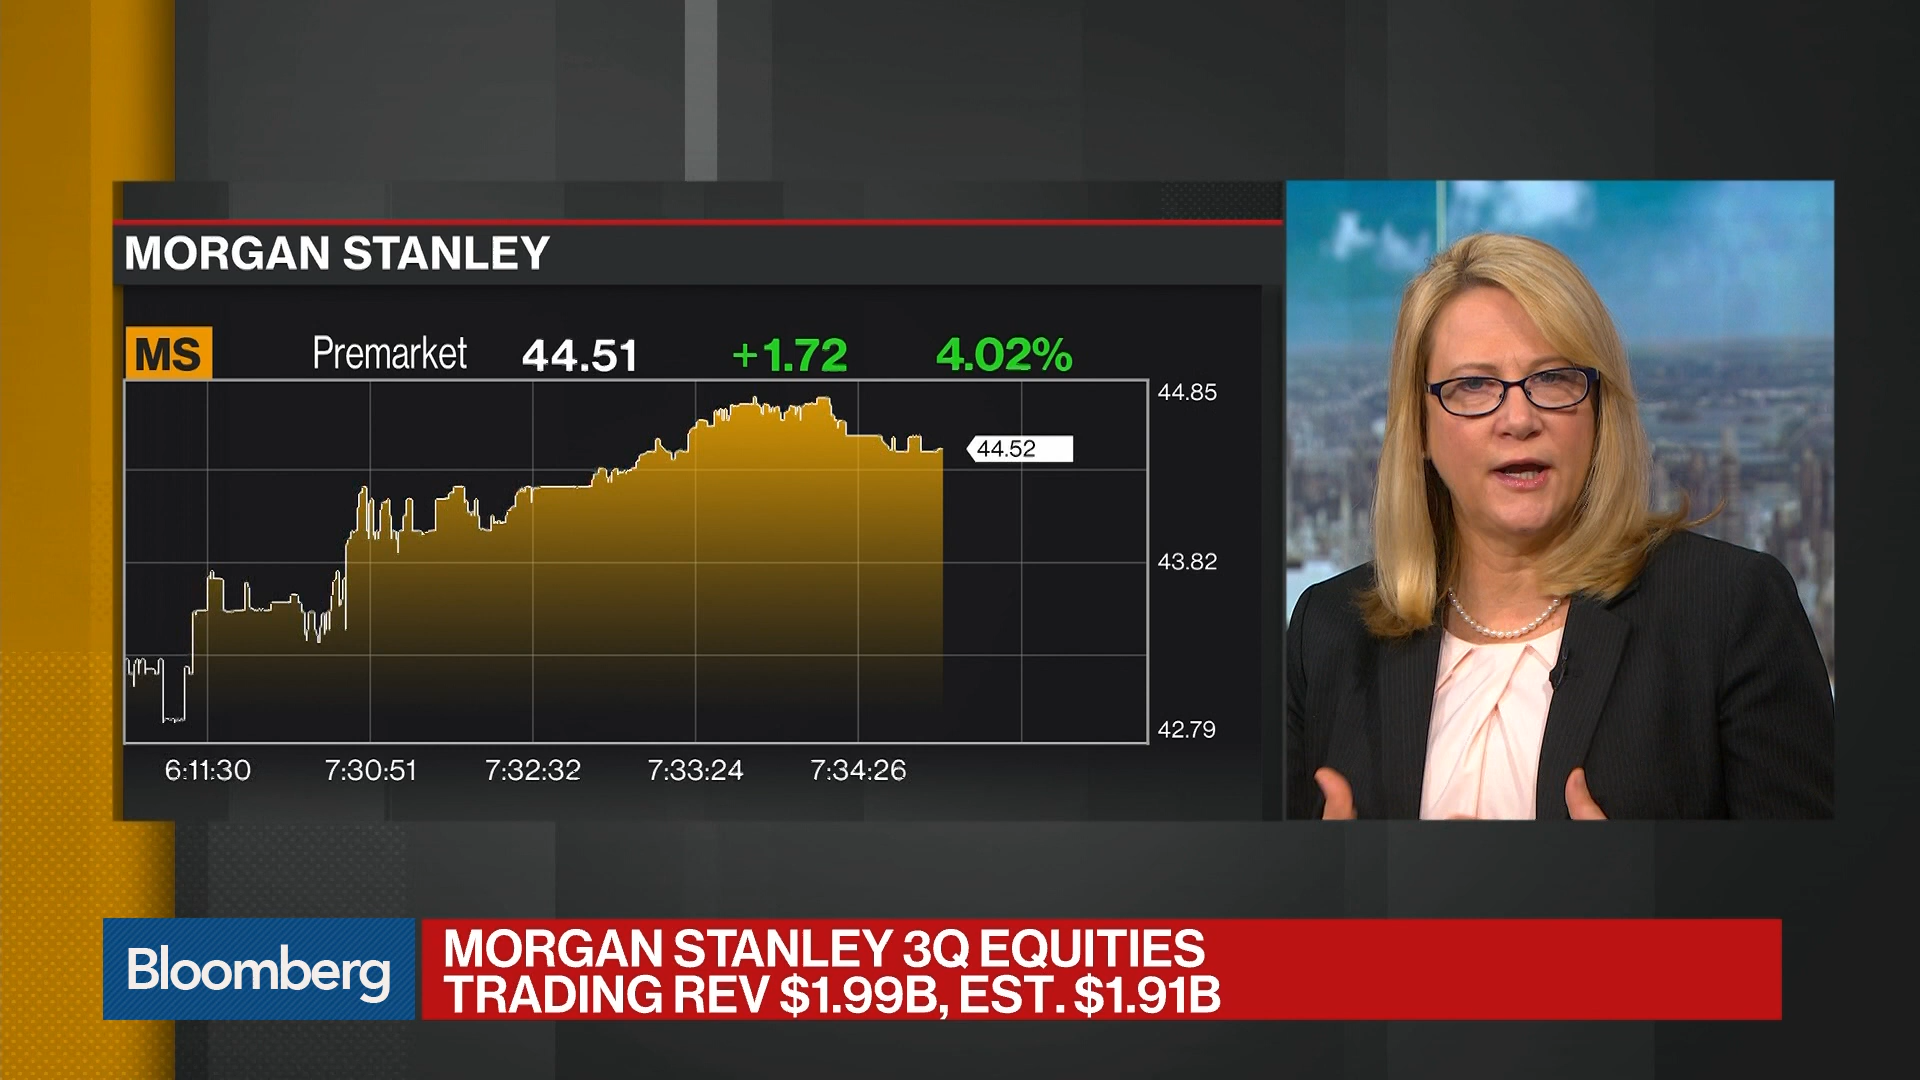 MORGAN STANLEY
MS Premarket 44.51 +1.72 4.02%
44.85
44.52
43.82
42.79
6:11:30 7:30:51 7:32:32 7:33:24 7:34:26
Bloomberg
MORGAN STANLEY 3Q EQUITIES
TRADING REV $1.99B, EST. $1.91B